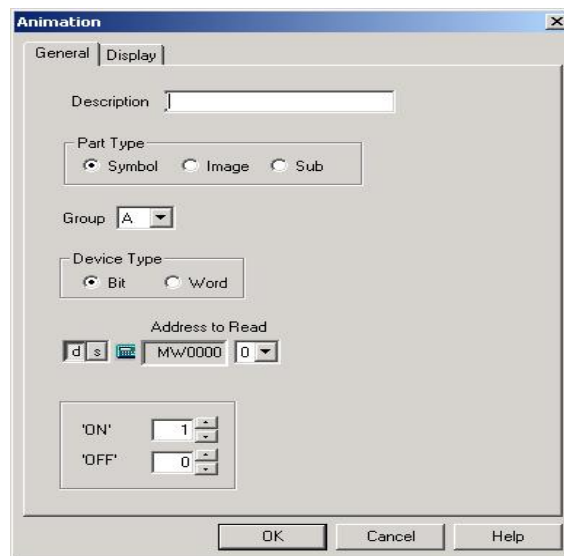 Animation
General Display
Description
Part Type
Symbol Image Sub
Group A
Device Type
Bit Word
Address to Read
d s MW0000 0
'ON' 1
'OFF' 0
OK Cancel Help